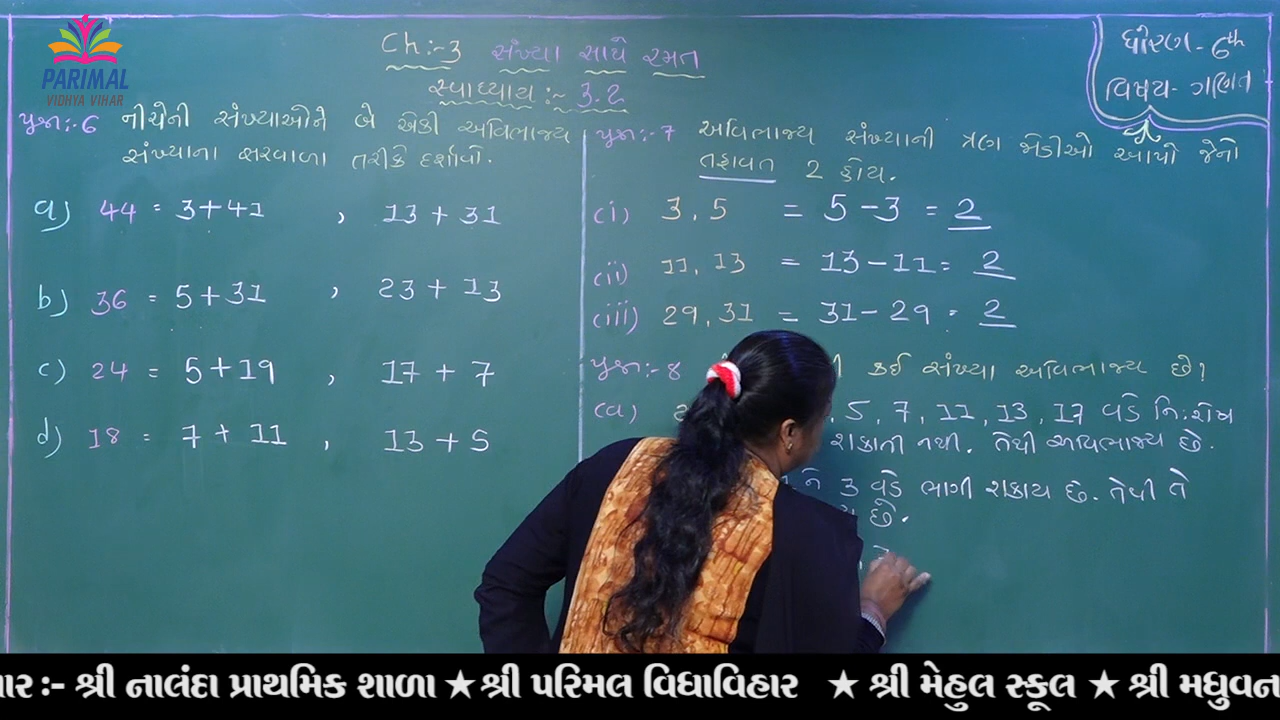 PARIMAL
VIDHYA VIHAR
Ch:-3 સંખ્યા સાથે રમત
સ્વાધ્યાય:- 3.2
ધોરણ- 6th
વિષય- ગણિત
પ્રશ્ન:-6 નીચેની સંખ્યાઓને બે એકી અવિભાજ્ય
સંખ્યાના સરવાળા તરીકે દર્શાવો.
a) 44 = 3+41 , 13 + 31
b) 36 = 5+31 , 23 + 13
c) 24 = 5+19 , 17 + 7
d) 18 = 7 + 11 , 13 + 5
પ્રશ્ન:-7 અવિભાજ્ય સંખ્યાની ત્રણ જોડીઓ આપો જેનો
તફાવત 2 હોય.
(i) 3, 5 = 5 - 3 = 2
(ii) 11, 13 = 13 - 11 = 2
(iii) 29, 31 = 31 - 29 = 2
પ્રશ્ન:-8 કઈ સંખ્યા અવિભાજ્ય છે?
(a) , 5, 7, 11, 13, 17 વડે નિ:શેષ
શકાતી નથી. તેથી અવિભાજ્ય છે.
ને 3 વડે ભાગી શકાય છે. તેથી તે
છે.
:- શ્રી નાલંદા પ્રાથમિક શાળા ★ શ્રી પરિમલ વિધાવિહાર ★ શ્રી મેહુલ સ્કૂલ ★ શ્રી મધુવન